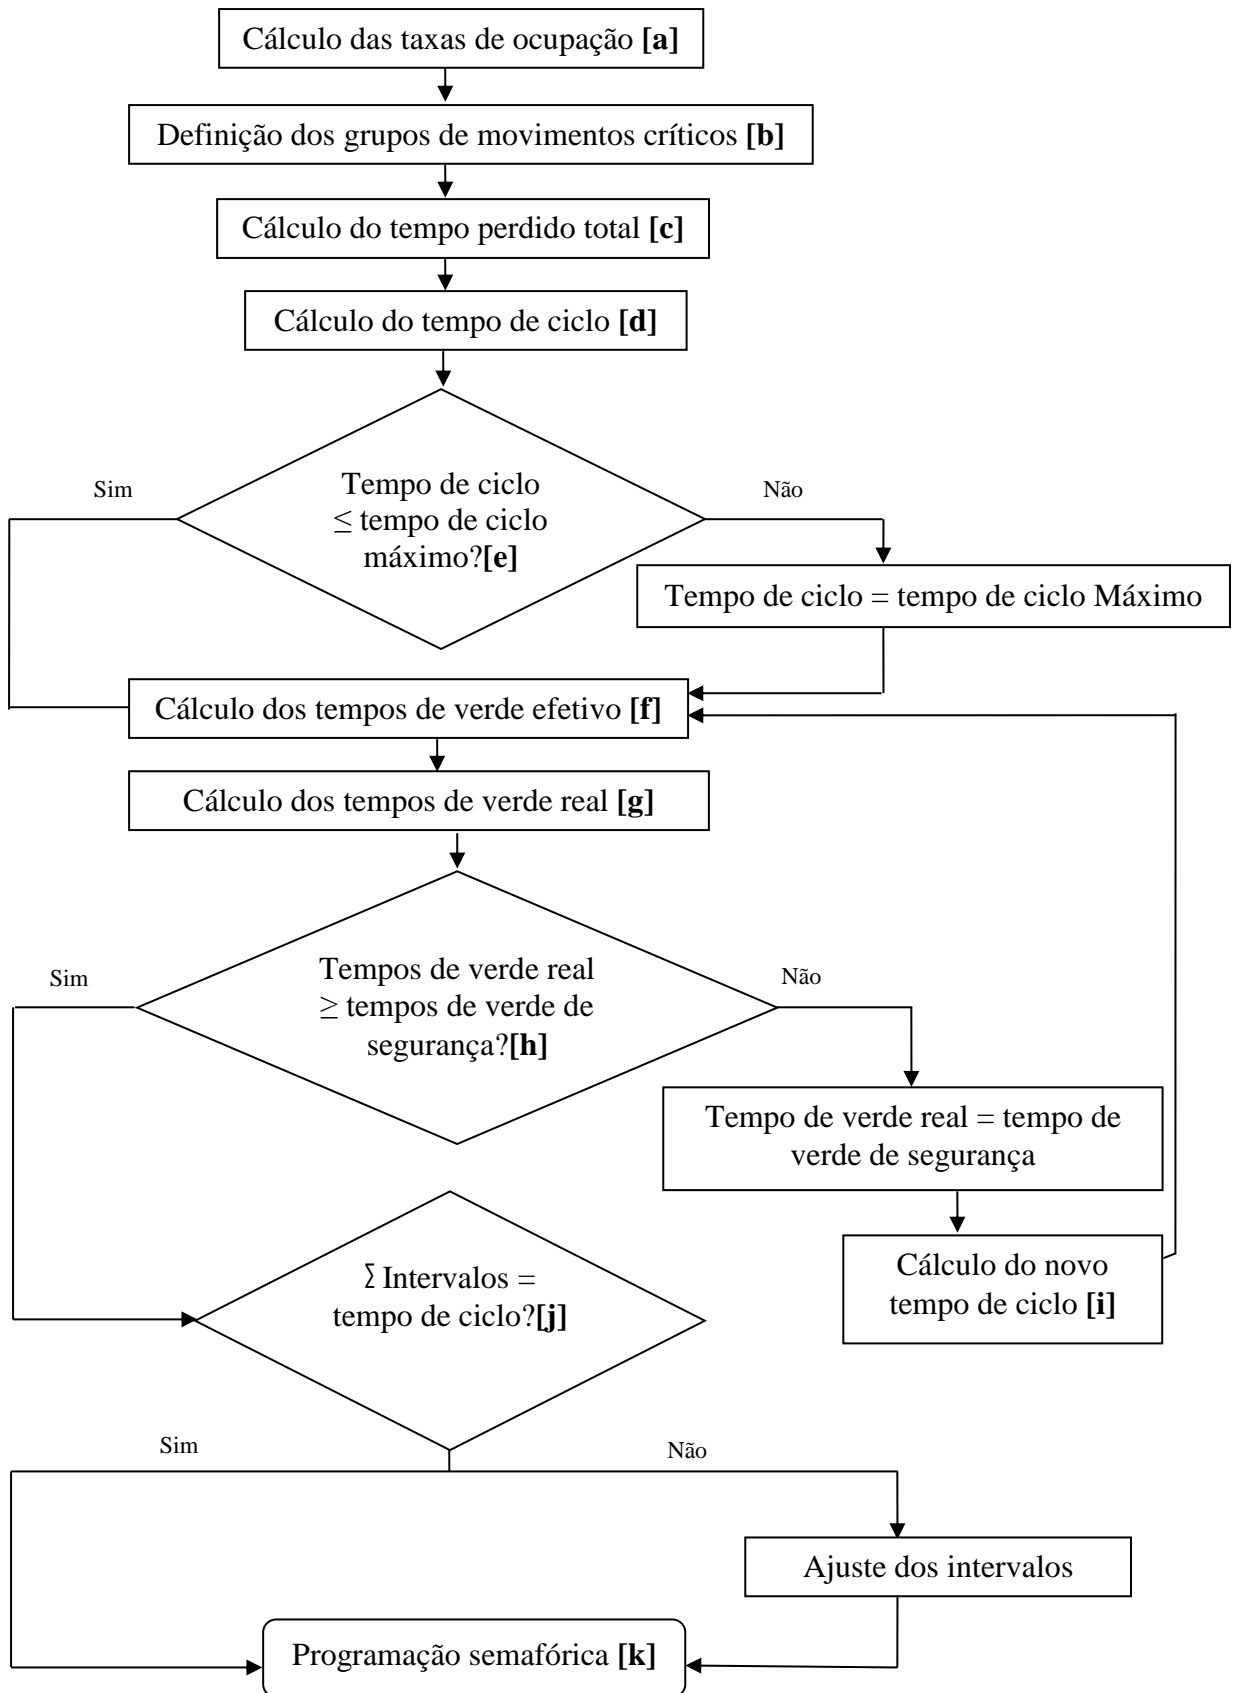 Cálculo das taxas de ocupação [a]
Definição dos grupos de movimentos críticos [b]
Cálculo do tempo perdido total [c]
Cálculo do tempo de ciclo [d]
Tempo de ciclo
≤ tempo de ciclo
máximo?[e]
Sim
Não
Tempo de ciclo = tempo de ciclo Máximo
Cálculo dos tempos de verde efetivo [f]
Cálculo dos tempos de verde real [g]
Tempos de verde real
≥ tempos de verde de
segurança?[h]
Sim
Não
Tempo de verde real = tempo de
verde de segurança
Cálculo do novo
tempo de ciclo [i]
∑ Intervalos =
tempo de ciclo?[j]
Sim
Não
Ajuste dos intervalos
Programação semafórica [k]